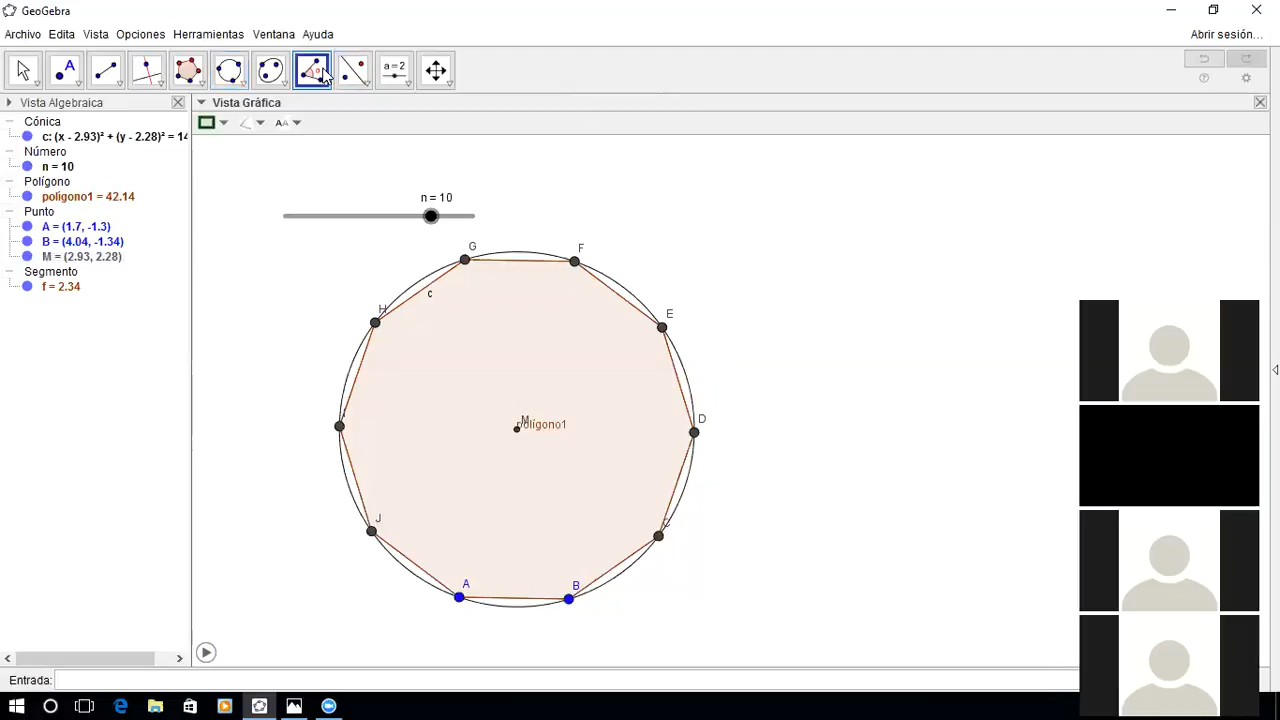 GeoGebra
Archivo Edita Vista Opciones Herramientas Ventana Ayuda
Abrir sesión...
A
a = 2
Vista Algebraica
Vista Gráfica
AA
Cónica
c: (x - 2.93)² + (y - 2.28)² = 14
Número
n = 10
Polígono
polígono1 = 42.14
Punto
A = (1.7, -1.3)
B = (4.04, -1.34)
M = (2.93, 2.28)
Segmento
f = 2.34
n = 10
G
F
c
H
E
M
polígono1
D
J
C
A
B
Entrada: